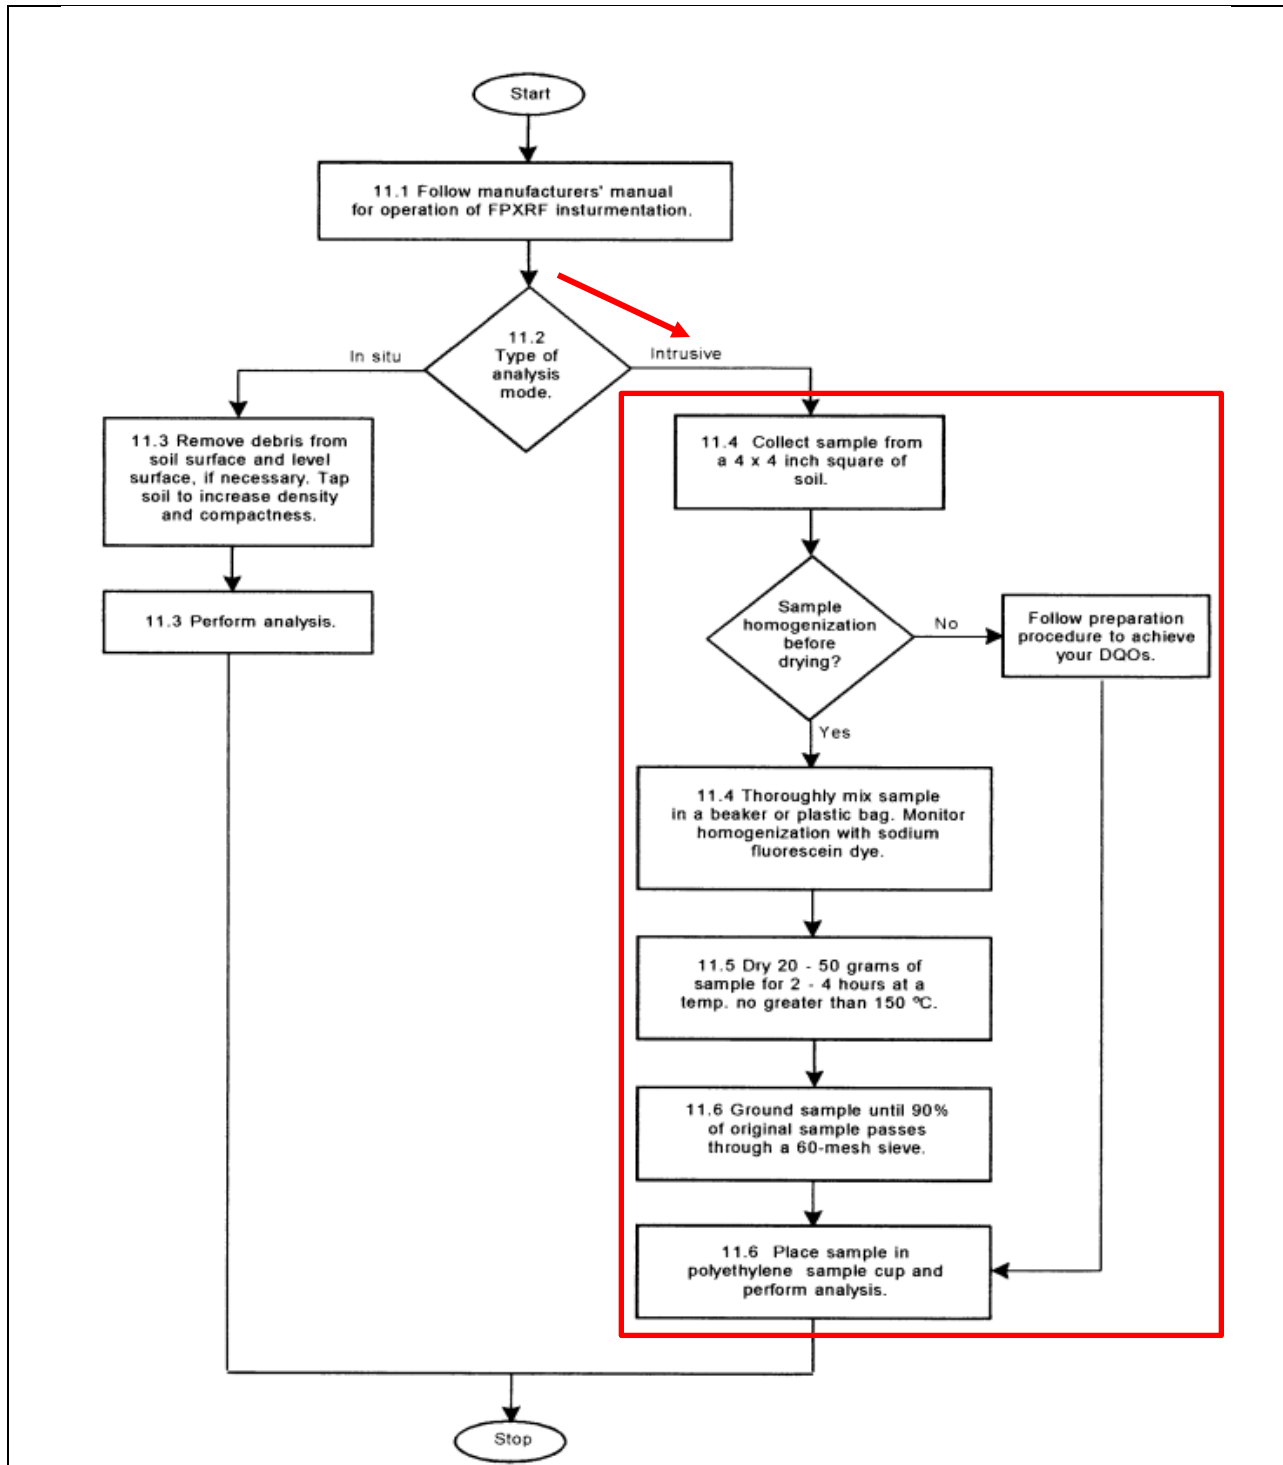 Start
11.1 Follow manufacturers' manual
for operation of FPXRF insturmentation.
11.2
Type of
analysis
mode.
In situ
Intrusive
11.3 Remove debris from
soil surface and level
surface, if necessary. Tap
soil to increase density
and compactness.
11.3 Perform analysis.
11.4 Collect sample from
a 4 x 4 inch square of
soil.
Sample
homogenization
before
drying?
No
Follow preparation
procedure to achieve
your DQOs.
Yes
11.4 Thoroughly mix sample
in a beaker or plastic bag. Monitor
homogenization with sodium
fluorescein dye.
11.5 Dry 20 - 50 grams of
sample for 2 - 4 hours at a
temp. no greater than 150 ºC.
11.6 Ground sample until 90%
of original sample passes
through a 60-mesh sieve.
11.6 Place sample in
polyethylene sample cup and
perform analysis.
Stop